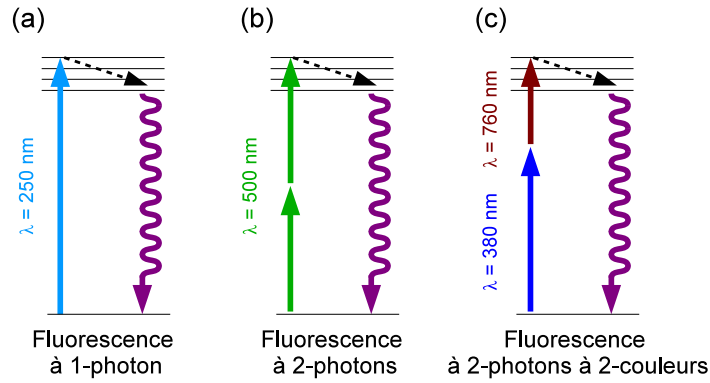 (a)
λ = 250 nm
Fluorescence
à 1-photon
(b)
λ = 500 nm
Fluorescence
à 2-photons
(c)
λ = 760 nm
λ = 380 nm
Fluorescence
à 2-photons à 2-couleurs